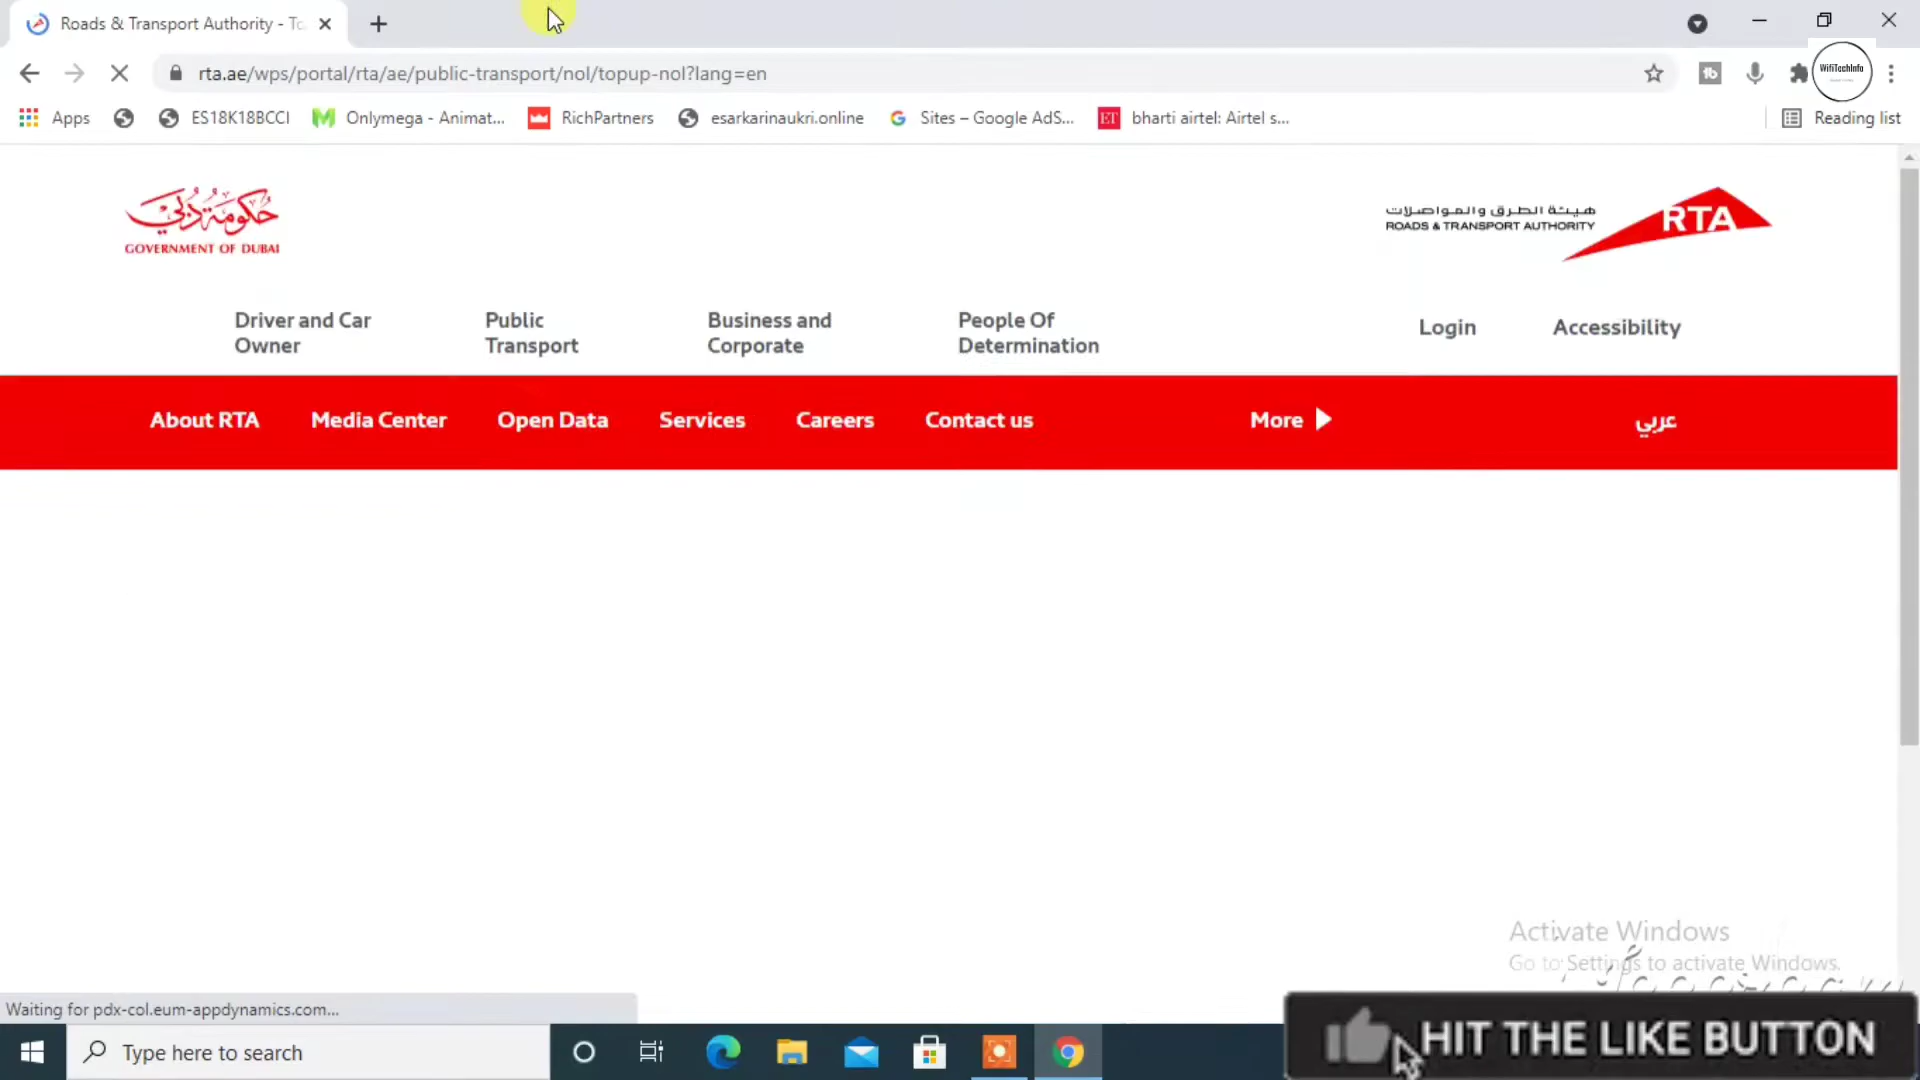 Roads & Transport Authority - To
rta.ae/wps/portal/rta/ae/public-transport/nol/topup-nol?lang=en
WifiTechInfo
Apps
ES18K18BCCI
Onlymega - Animat...
RichPartners
esarkarinaukri.online
Sites – Google AdS...
ET
bharti airtel: Airtel s...
Reading list
حكومة دبي
GOVERNMENT OF DUBAI
هيئة الطرق والمواصلات
ROADS & TRANSPORT AUTHORITY
RTA
Driver and Car
Owner
Public
Transport
Business and
Corporate
People Of
Determination
Login
Accessibility
About RTA
Media Center
Open Data
Services
Careers
Contact us
More
عربي
Activate Windows
Go to Settings to activate Windows.
Waiting for pdx-col.eum-appdynamics.com...
Type here to search
HIT THE LIKE BUTTON